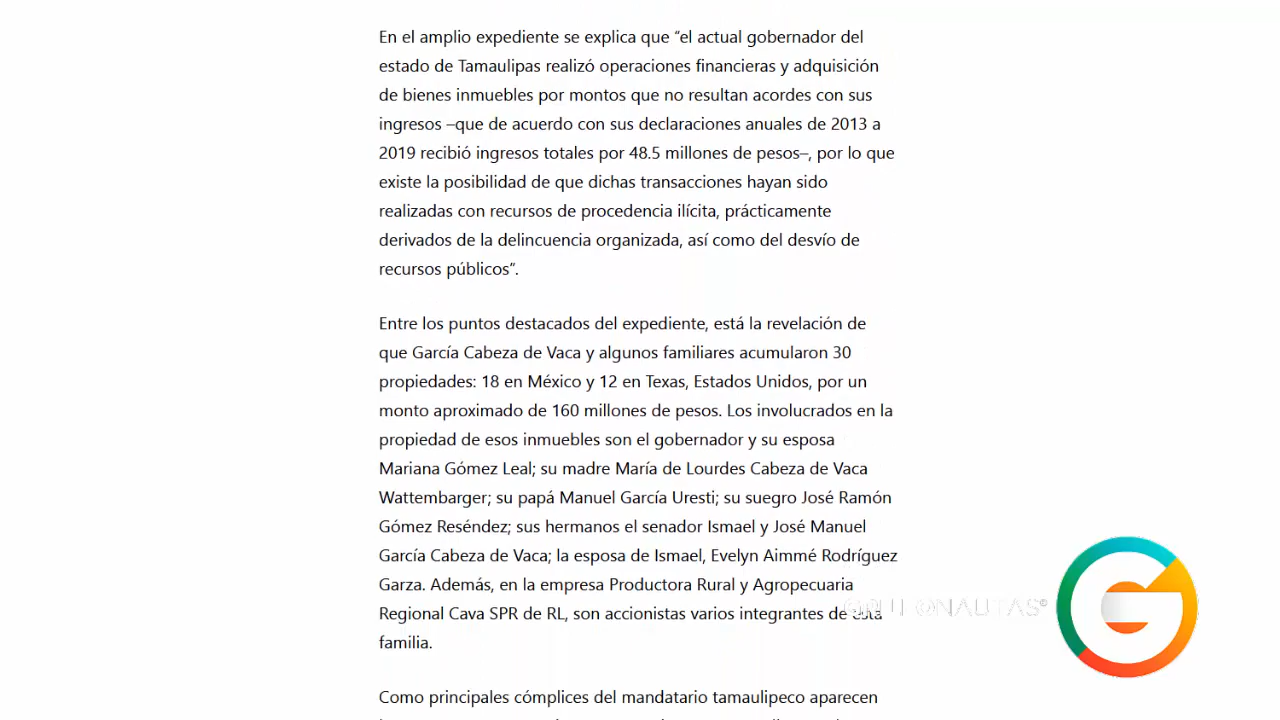 En el amplio expediente se explica que “el actual gobernador del
estado de Tamaulipas realizó operaciones financieras y adquisición
de bienes inmuebles por montos que no resultan acordes con sus
ingresos –que de acuerdo con sus declaraciones anuales de 2013 a
2019 recibió ingresos totales por 48.5 millones de pesos–, por lo que
existe la posibilidad de que dichas transacciones hayan sido
realizadas con recursos de procedencia ilícita, prácticamente
derivados de la delincuencia organizada, así como del desvío de
recursos públicos”.
Entre los puntos destacados del expediente, está la revelación de
que García Cabeza de Vaca y algunos familiares acumularon 30
propiedades: 18 en México y 12 en Texas, Estados Unidos, por un
monto aproximado de 160 millones de pesos. Los involucrados en la
propiedad de esos inmuebles son el gobernador y su esposa
Mariana Gómez Leal; su madre María de Lourdes Cabeza de Vaca
Wattembarger; su papá Manuel García Uresti; su suegro José Ramón
Gómez Reséndez; sus hermanos el senador Ismael y José Manuel
García Cabeza de Vaca; la esposa de Ismael, Evelyn Aimmé Rodríguez
Garza. Además, en la empresa Productora Rural y Agropecuaria
Regional Cava SPR de RL, son accionistas varios integrantes de esta
familia.
Como principales cómplices del mandatario tamaulipeco aparecen